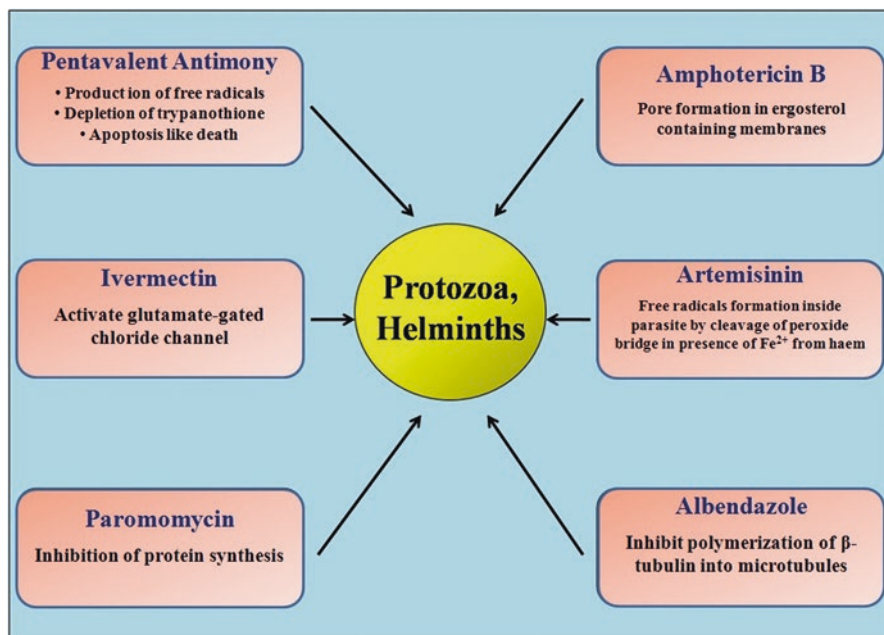 Pentavalent Antimony
• Production of free radicals
• Depletion of trypanothione
• Apoptosis like death
Amphotericin B
Pore formation in ergosterol
containing membranes
Ivermectin
Activate glutamate-gated
chloride channel
Protozoa,
Helminths
Artemisinin
Free radicals formation inside
parasite by cleavage of peroxide
bridge in presence of Fe²⁺ from haem
Paromomycin
Inhibition of protein synthesis
Albendazole
Inhibit polymerization of β-
tubulin into microtubules